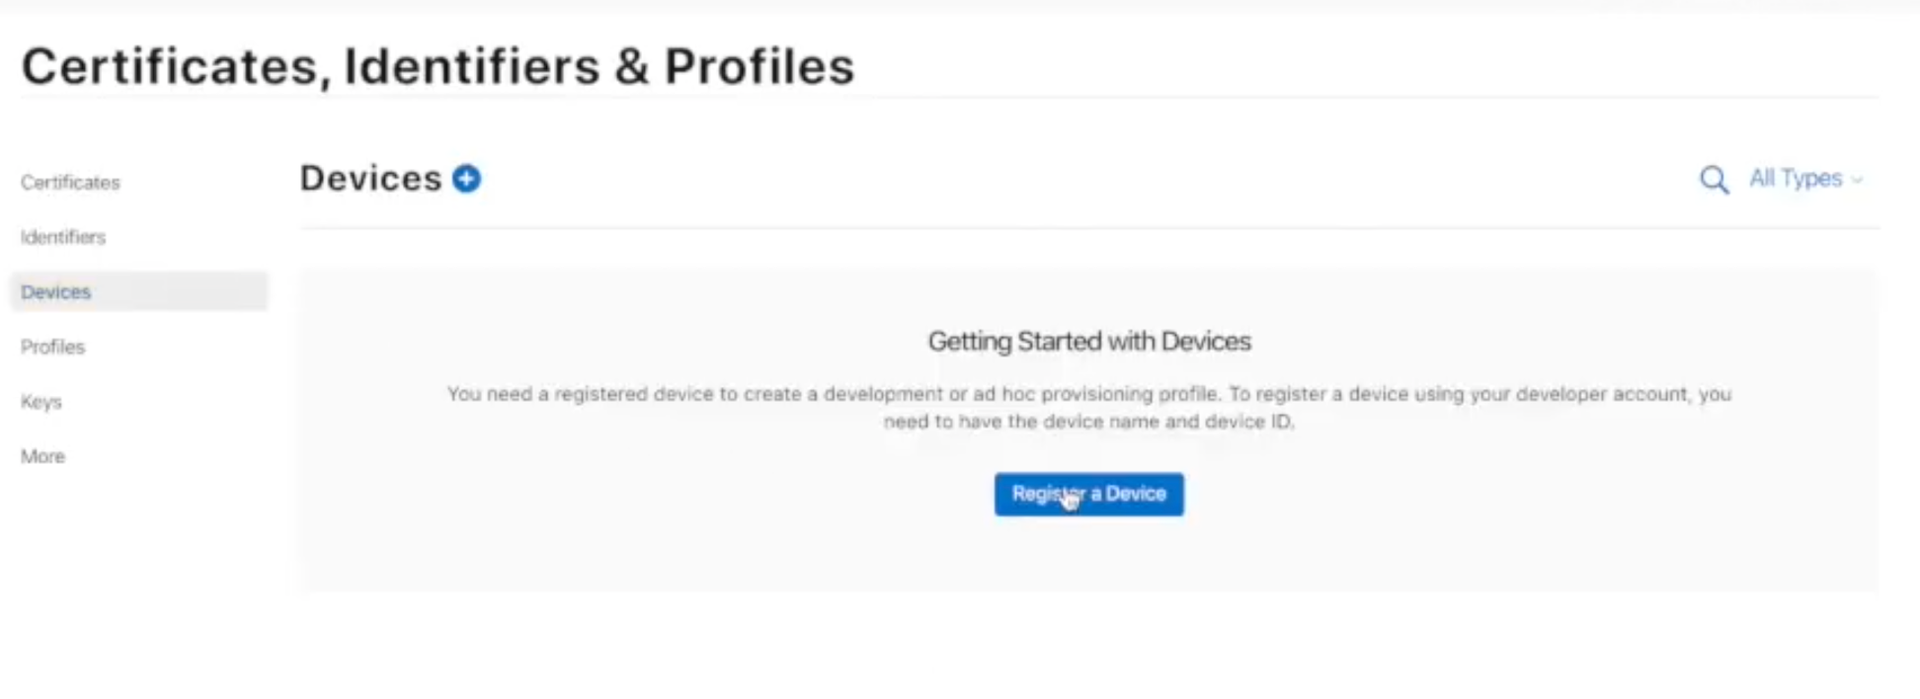 Certificates, Identifiers & Profiles
Certificates
Identifiers
Devices
Profiles
Keys
More
Devices
All Types
Getting Started with Devices
You need a registered device to create a development or ad hoc provisioning profile. To register a device using your developer account, you
need to have the device name and device ID.
Register a Device